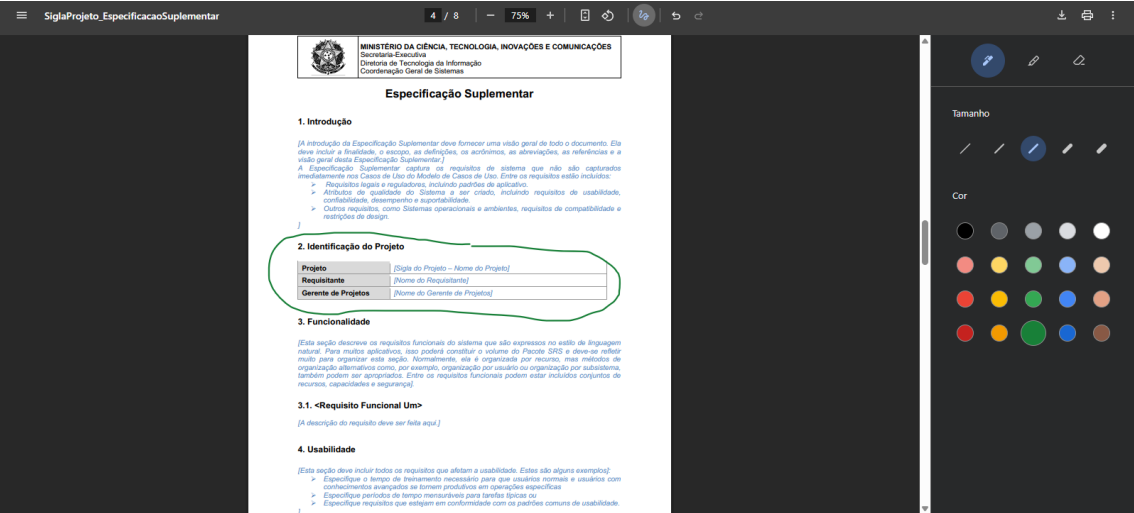 SiglaProjeto_EspecificacaoSuplementar
4 / 8
75%
MINISTÉRIO DA CIÊNCIA, TECNOLOGIA, INOVAÇÕES E COMUNICAÇÕES
Secretaria-Executiva
Diretoria de Tecnologia da Informação
Coordenação Geral de Sistemas
Especificação Suplementar
1. Introdução
[A introdução da Especificação Suplementar deve fornecer uma visão geral de todo o documento. Ela
deve incluir a finalidade, o escopo, as definições, os acrônimos, as abreviações, as referências e a
visão geral desta Especificação Suplementar.]
A Especificação Suplementar captura os requisitos de sistema que não são capturados
imediatamente nos Casos de Uso do Modelo de Casos de Uso. Entre os requisitos estão incluídos:
➢ Requisitos legais e reguladores, incluindo padrões de aplicativo.
➢ Atributos de qualidade do Sistema a ser criado, incluindo requisitos de usabilidade,
confiabilidade, desempenho e suportabilidade.
➢ Outros requisitos, como Sistemas operacionais e ambientes, requisitos de compatibilidade e
restrições de design.
]
2. Identificação do Projeto
Projeto [Sigla do Projeto – Nome do Projeto]
Requisitante [Nome do Requisitante]
Gerente de Projetos [Nome do Gerente de Projetos]
3. Funcionalidade
[Esta seção descreve os requisitos funcionais do sistema que são expressos no estilo de linguagem
natural. Para muitos aplicativos, isso poderá constituir o volume do Pacote SRS e deve-se refletir
muito para organizar esta seção. Normalmente, ela é organizada por recurso, mas métodos de
organização alternativos como, por exemplo, organização por usuário ou organização por subsistema,
também podem ser apropriados. Entre os requisitos funcionais podem estar incluídos conjuntos de
recursos, capacidades e segurança]
3.1. <Requisito Funcional Um>
[A descrição do requisito deve ser feita aqui.]
4. Usabilidade
[Esta seção deve incluir todos os requisitos que afetam a usabilidade. Estes são alguns exemplos]:
➢ Especifique o tempo de treinamento necessário para que usuários normais e usuários com
conhecimentos avançados se tornem produtivos em operações específicas
➢ Especifique períodos de tempo mensuráveis para tarefas típicas ou
➢ Especifique requisitos que estejam em conformidade com os padrões comuns de usabilidade.
]
Tamanho
Cor